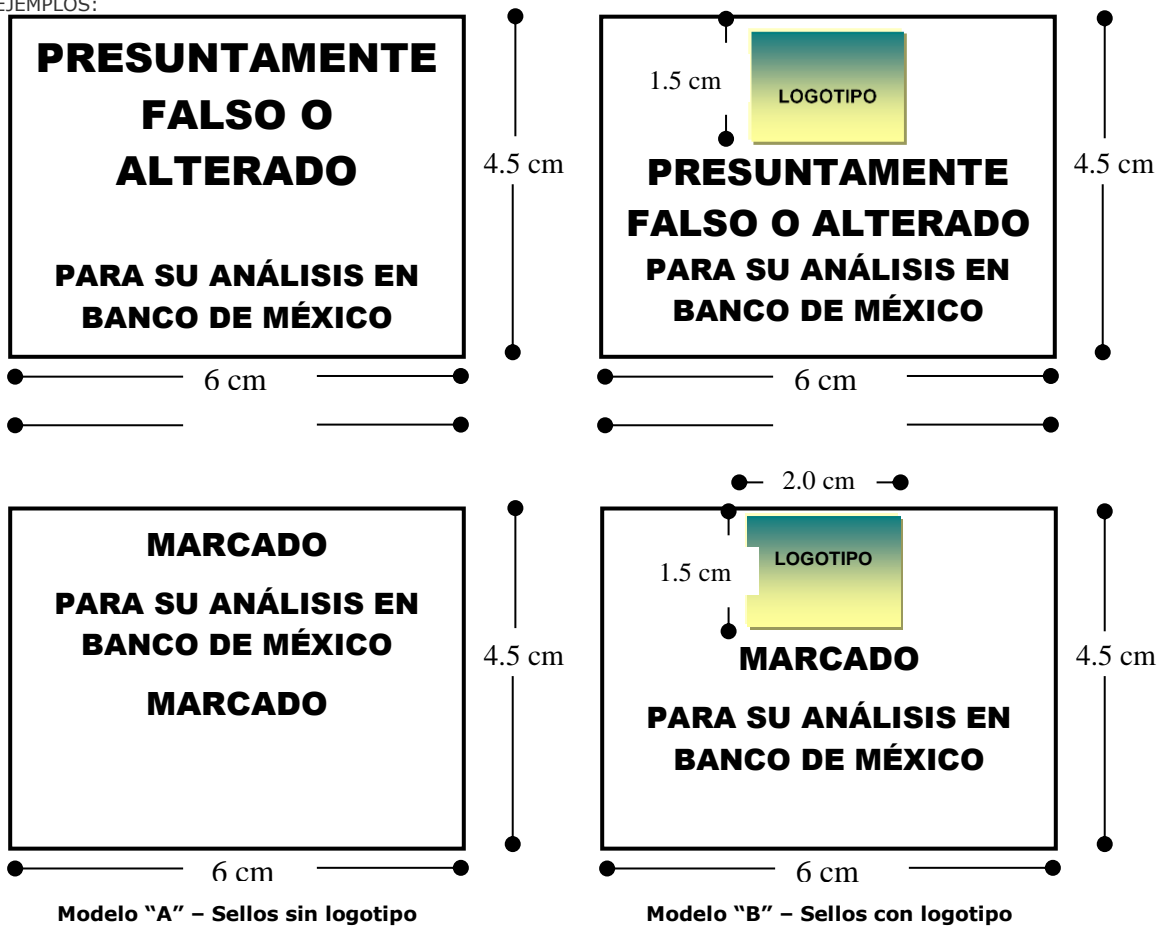 EJEMPLOS:
PRESUNTAMENTE
FALSO O
ALTERADO
PARA SU ANÁLISIS EN
BANCO DE MÉXICO
4.5 cm
6 cm
1.5 cm
LOGOTIPO
PRESUNTAMENTE
FALSO O ALTERADO
PARA SU ANÁLISIS EN
BANCO DE MÉXICO
4.5 cm
6 cm
MARCADO
PARA SU ANÁLISIS EN
BANCO DE MÉXICO
MARCADO
4.5 cm
6 cm
2.0 cm
1.5 cm
LOGOTIPO
MARCADO
PARA SU ANÁLISIS EN
BANCO DE MÉXICO
4.5 cm
6 cm
Modelo “A” – Sellos sin logotipo
Modelo “B” – Sellos con logotipo